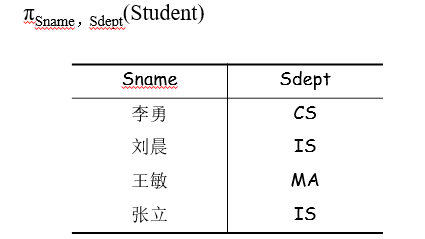 πSname，Sdept(Student)
Sname Sdept
李勇 CS
刘晨 IS
王敏 MA
张立 IS